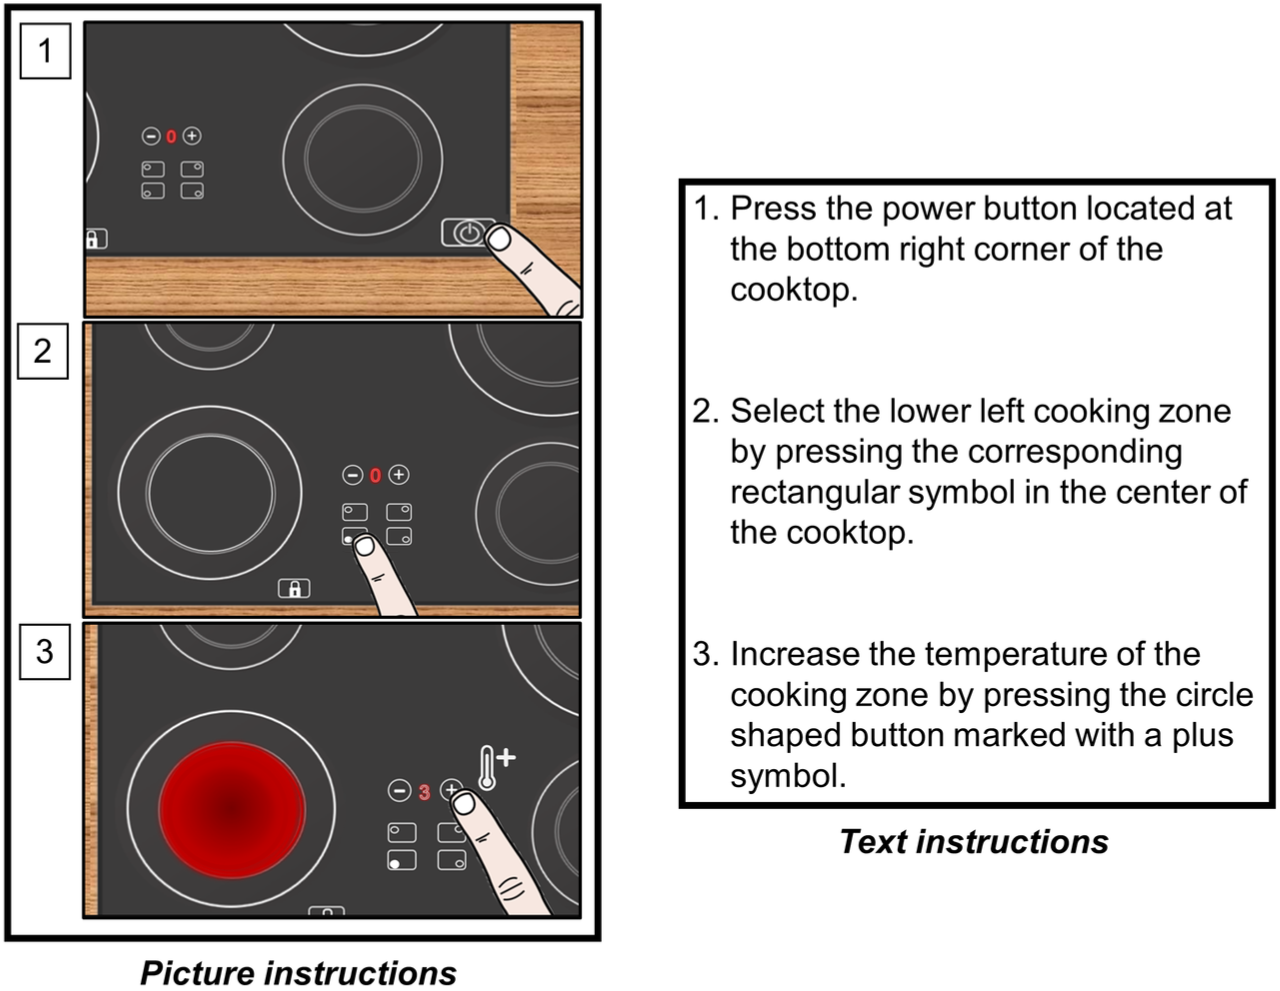 1
0
2
0
3
3
Picture instructions
1. Press the power button located at
the bottom right corner of the
cooktop.
2. Select the lower left cooking zone
by pressing the corresponding
rectangular symbol in the center of
the cooktop.
3. Increase the temperature of the
cooking zone by pressing the circle
shaped button marked with a plus
symbol.
Text instructions